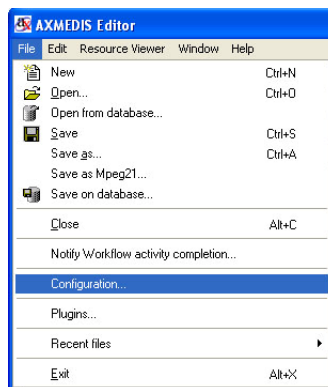 AXMEDIS Editor
File Edit Resource Viewer Window Help
New Ctrl+N
Open... Ctrl+O
Open from database...
Save Ctrl+S
Save as... Ctrl+A
Save as Mpeg21...
Save on database...
Close Alt+C
Notify Workflow activity completion...
Configuration...
Plugins...
Recent files
Exit Alt+X